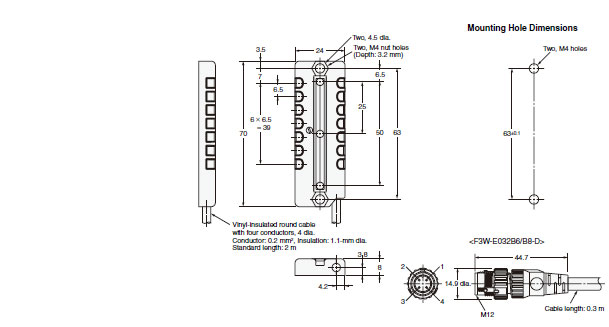 Mounting Hole Dimensions
Two, 4.5 dia.
Two, M4 nut holes
(Depth: 3.2 mm)
Two, M4 holes
3.5
24
7
6.5
6.5
6 × 6.5
= 39
70
25
50
63
63±0.1
Vinyl-insulated round cable
with four conductors, 4 dia.
Conductor: 0.2 mm², Insulation: 1.1-mm dia.
Standard length: 2 m
<F3W-E032B6/B8-D>
3.8
8
4.2
44.7
2
1
14.9 dia.
3
4
M12
Cable length: 0.3 m